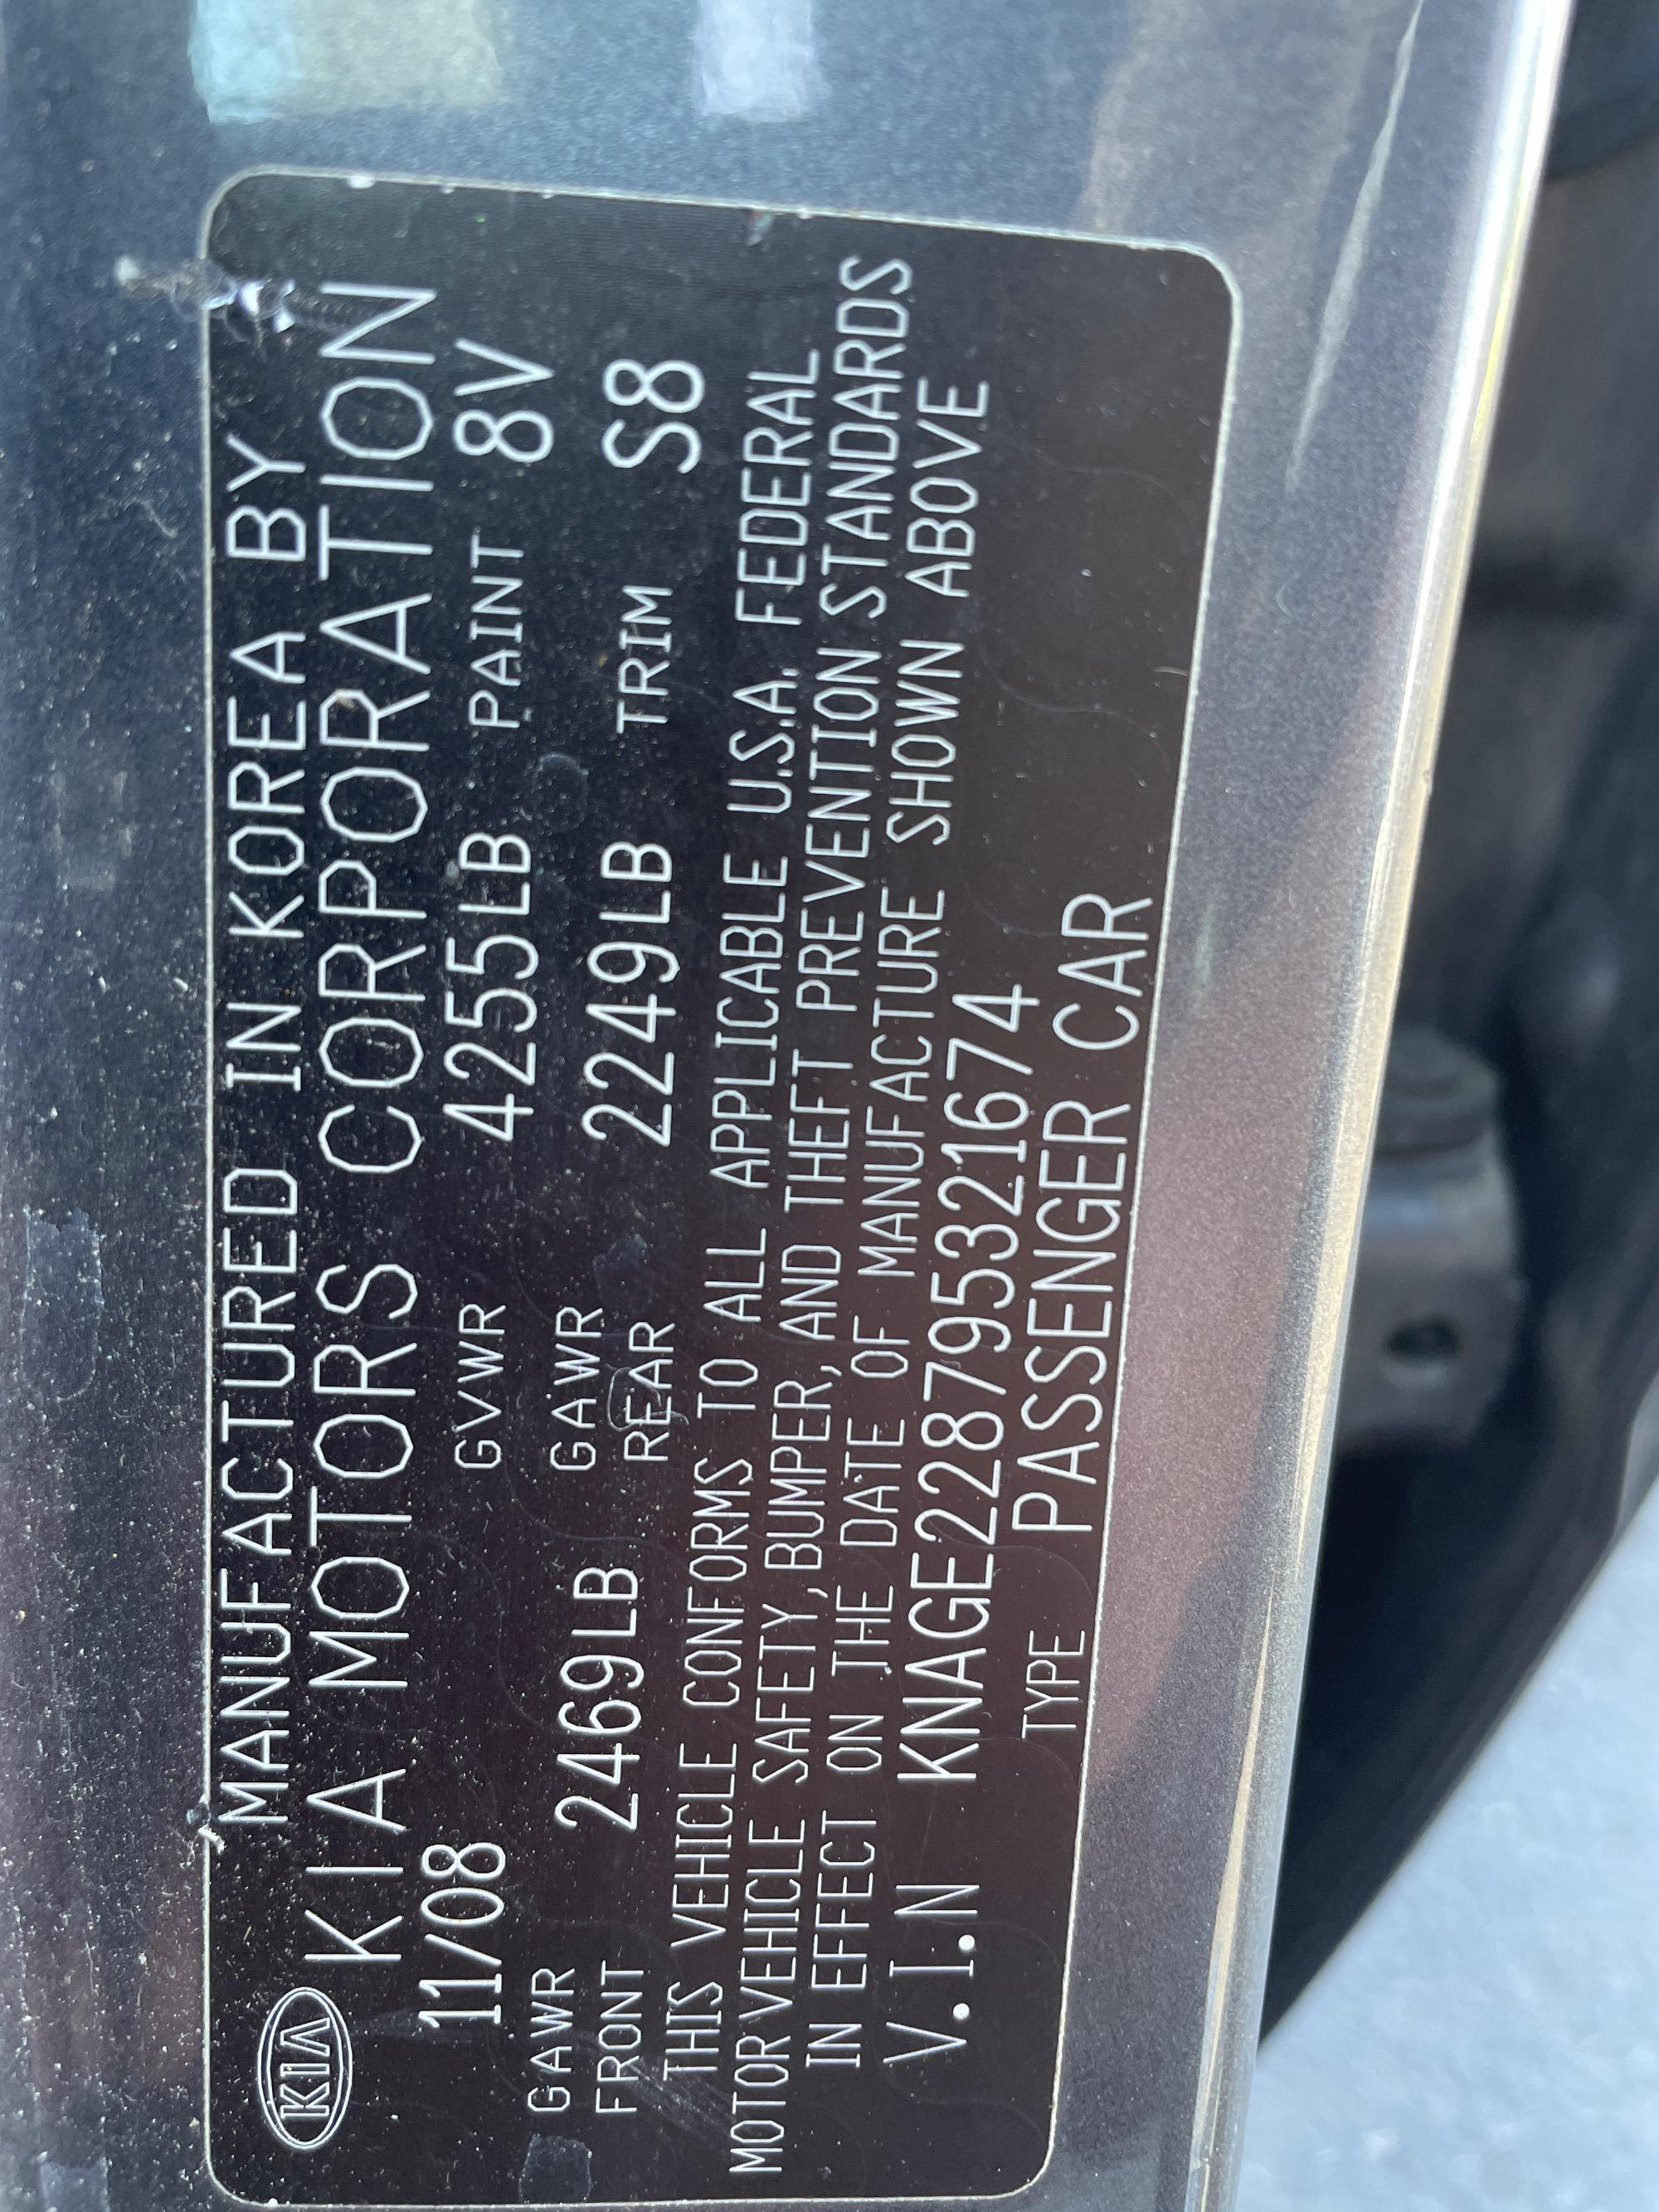 KIA MANUFACTURED IN KOREA BY
KIA MOTORS CORPORATION
11/08 GVWR 4255LB PAINT 8V
GAWR FRONT 2469LB GAWR REAR 2249LB TRIM S8
THIS VEHICLE CONFORMS TO ALL APPLICABLE U.S.A. FEDERAL
MOTOR VEHICLE SAFETY, BUMPER, AND THEFT PREVENTION STANDARDS
IN EFFECT ON THE DATE OF MANUFACTURE SHOWN ABOVE
V.I.N KNAGE228795321674
TYPE PASSENGER CAR